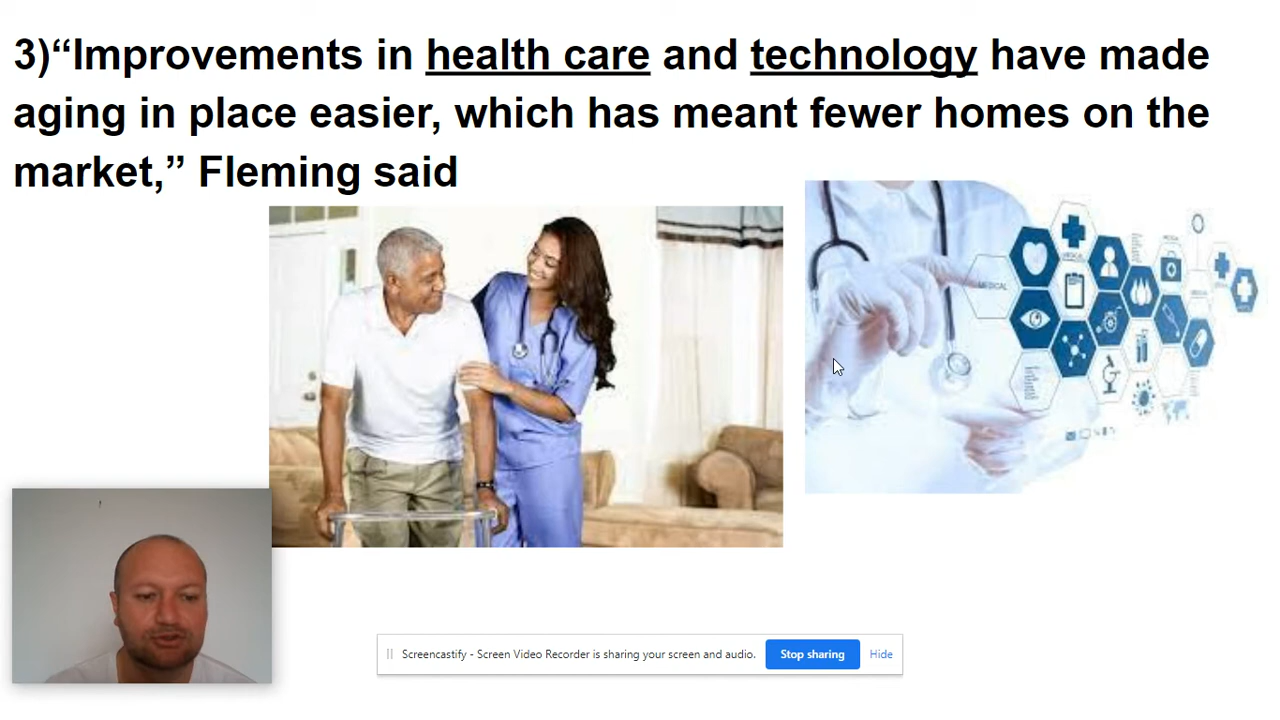 3)“Improvements in health care and technology have made
aging in place easier, which has meant fewer homes on the
market,” Fleming said
MEDICAL
Screencastify - Screen Video Recorder is sharing your screen and audio.
Stop sharing
Hide